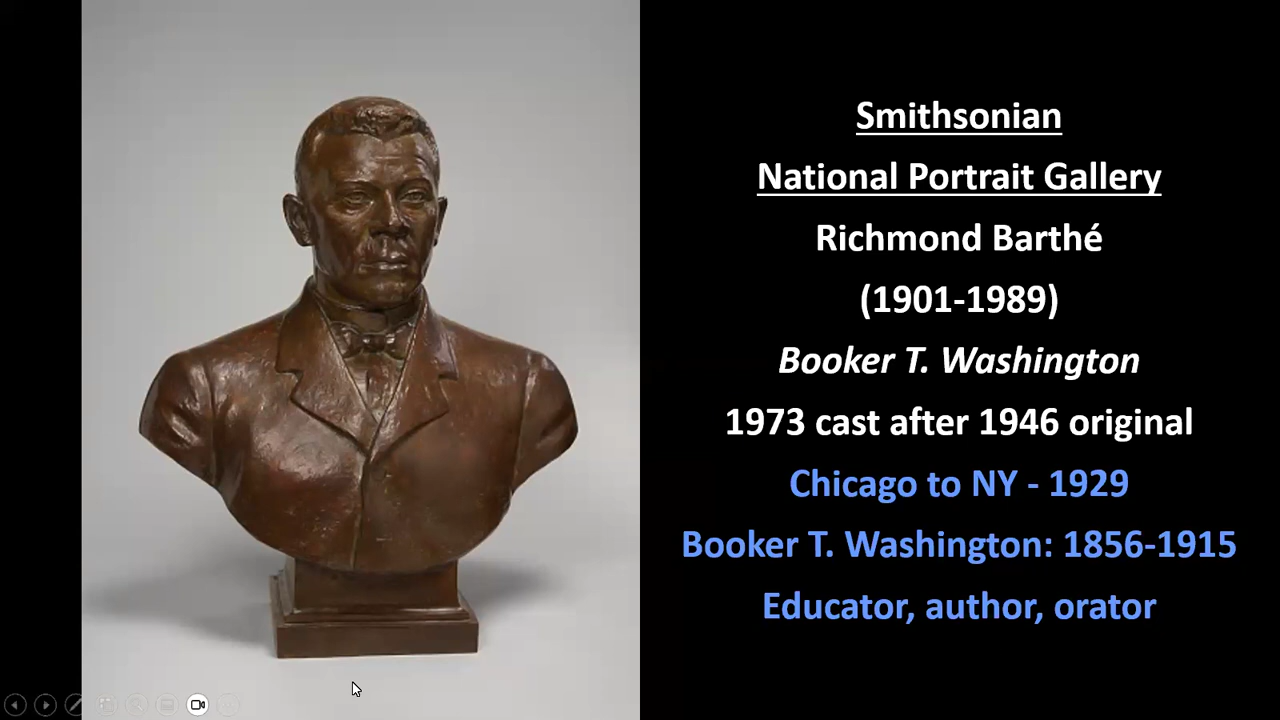 Smithsonian
National Portrait Gallery
Richmond Barthé
(1901-1989)
Booker T. Washington
1973 cast after 1946 original
Chicago to NY - 1929
Booker T. Washington: 1856-1915
Educator, author, orator